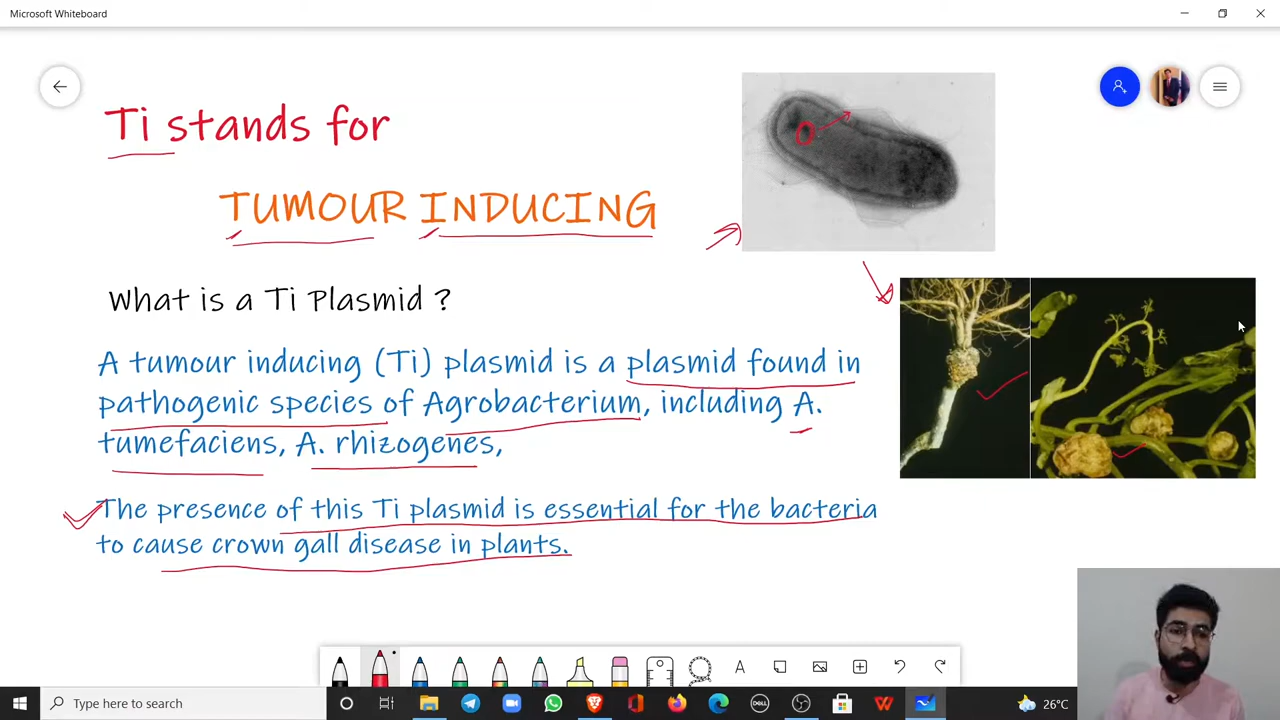 Microsoft Whiteboard
Ti stands for
TUMOUR INDUCING
What is a Ti Plasmid ?
A tumour inducing (Ti) plasmid is a plasmid found in
pathogenic species of Agrobacterium, including A.
tumefaciens, A. rhizogenes,
The presence of this Ti plasmid is essential for the bacteria
to cause crown gall disease in plants.
A
Type here to search
DELL
W
26°C